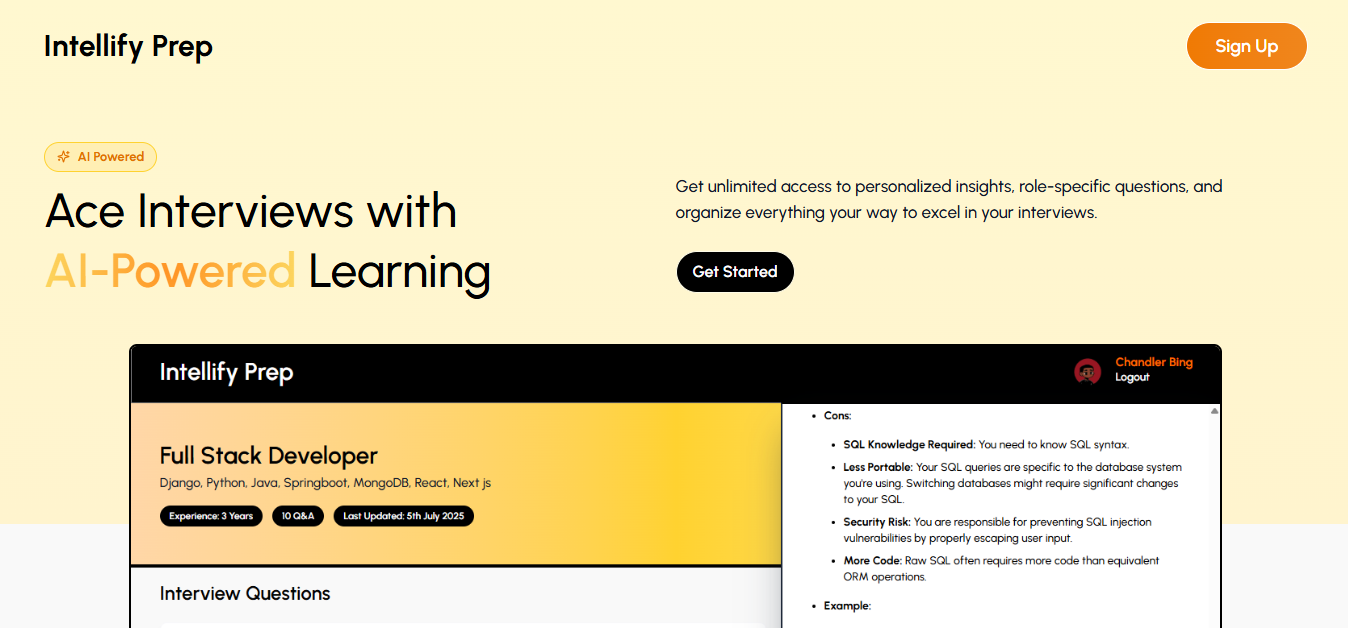 Intellify Prep
Sign Up
AI Powered
Ace Interviews with
AI-Powered Learning
Get unlimited access to personalized insights, role-specific questions, and
organize everything your way to excel in your interviews.
Get Started
Intellify Prep
Chandler Bing
Logout
Full Stack Developer
Django, Python, Java, Springboot, MongoDB, React, Next js
Experience: 3 Years
10 Q&A
Last Updated: 5th July 2025
Interview Questions
• Cons:
• SQL Knowledge Required: You need to know SQL syntax.
• Less Portable: Your SQL queries are specific to the database system
you're using. Switching databases might require significant changes
to your SQL.
• Security Risk: You are responsible for preventing SQL injection
vulnerabilities by properly escaping user input.
• More Code: Raw SQL often requires more code than equivalent
ORM operations.
• Example: